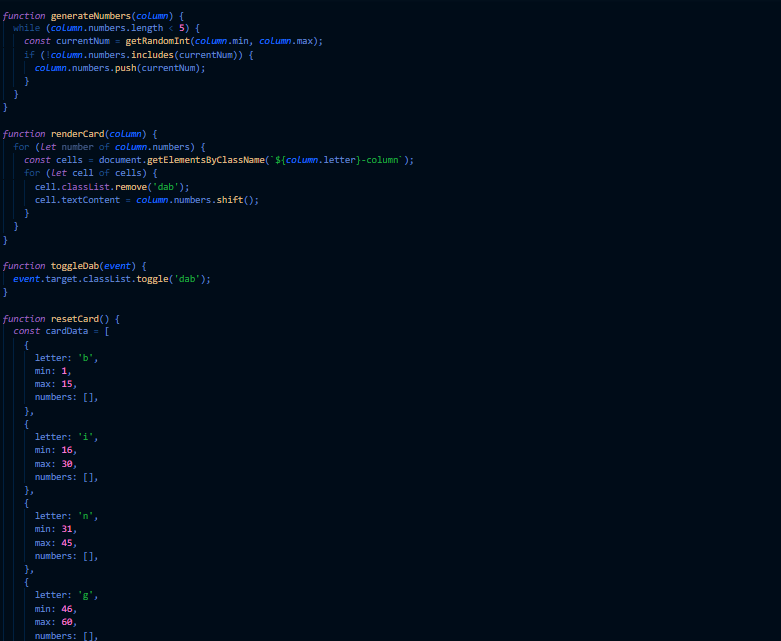 function generateNumbers(column) {
  while (column.numbers.length < 5) {
    const currentNum = getRandomInt(column.min, column.max);
    if (!column.numbers.includes(currentNum)) {
      column.numbers.push(currentNum);
    }
  }
}

function renderCard(column) {
  for (let number of column.numbers) {
    const cells = document.getElementsByClassName(`${column.letter}-column`);
    for (let cell of cells) {
      cell.classList.remove('dab');
      cell.textContent = column.numbers.shift();
    }
  }
}

function toggleDab(event) {
  event.target.classList.toggle('dab');
}

function resetCard() {
  const cardData = [
    {
      letter: 'b',
      min: 1,
      max: 15,
      numbers: [],
    },
    {
      letter: 'i',
      min: 16,
      max: 30,
      numbers: [],
    },
    {
      letter: 'n',
      min: 31,
      max: 45,
      numbers: [],
    },
    {
      letter: 'g',
      min: 46,
      max: 60,
      numbers: [],